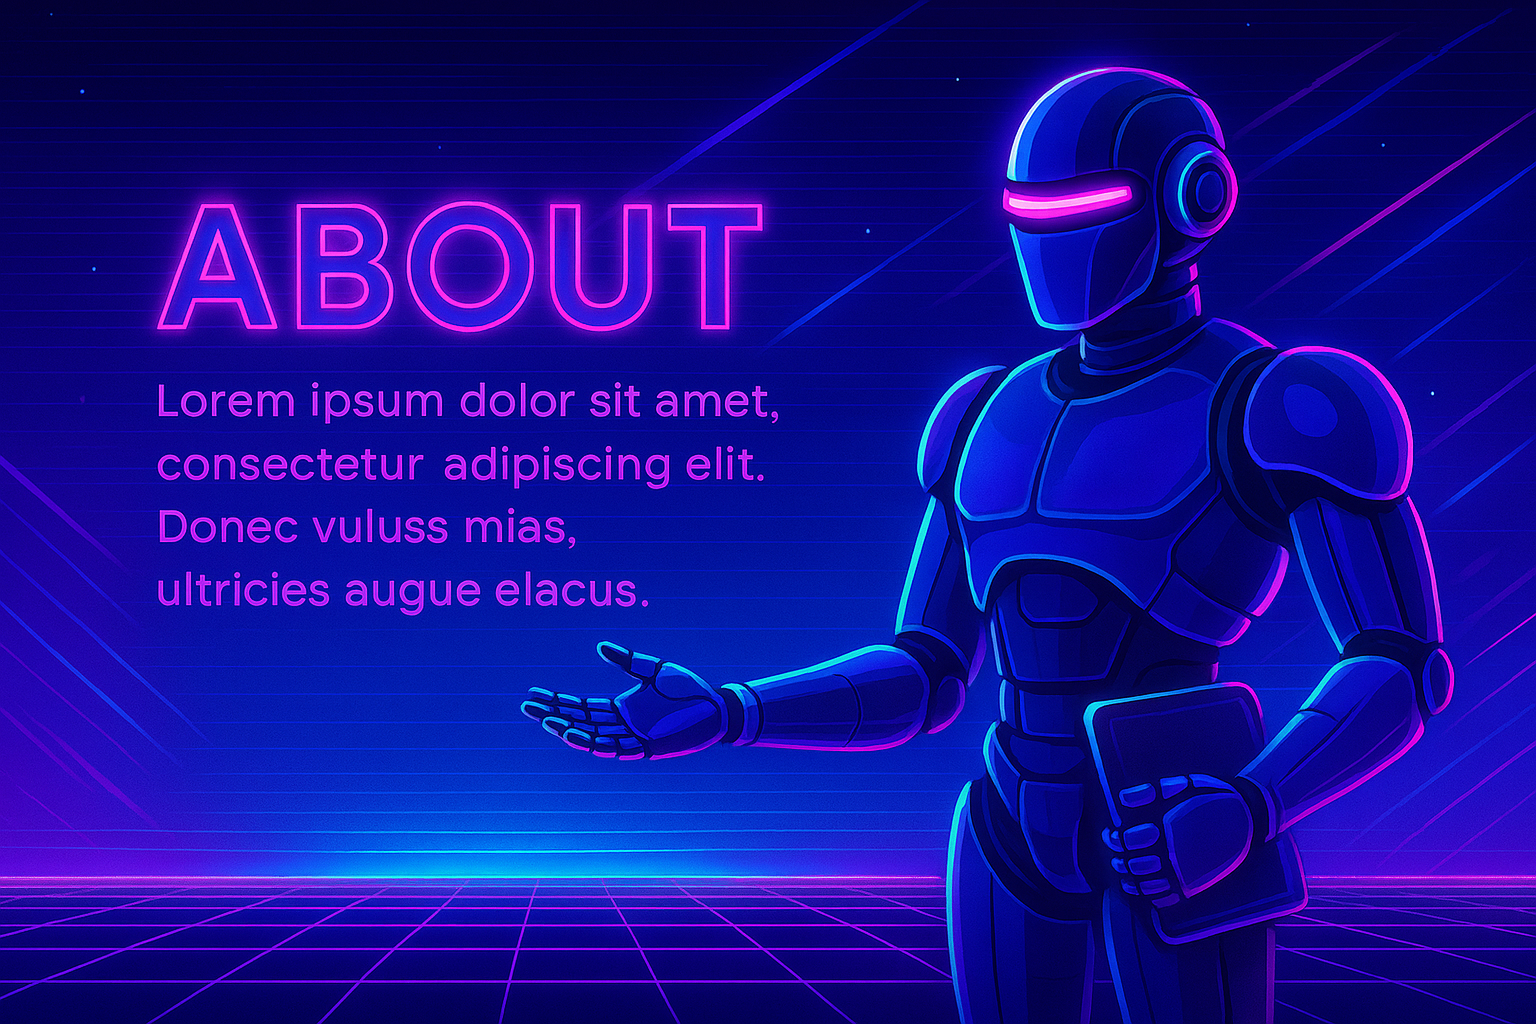 ABOUT
Lorem ipsum dolor sit amet,
consectetur adipiscing elit.
Donec vuluss mias,
ultricies augue elacus.